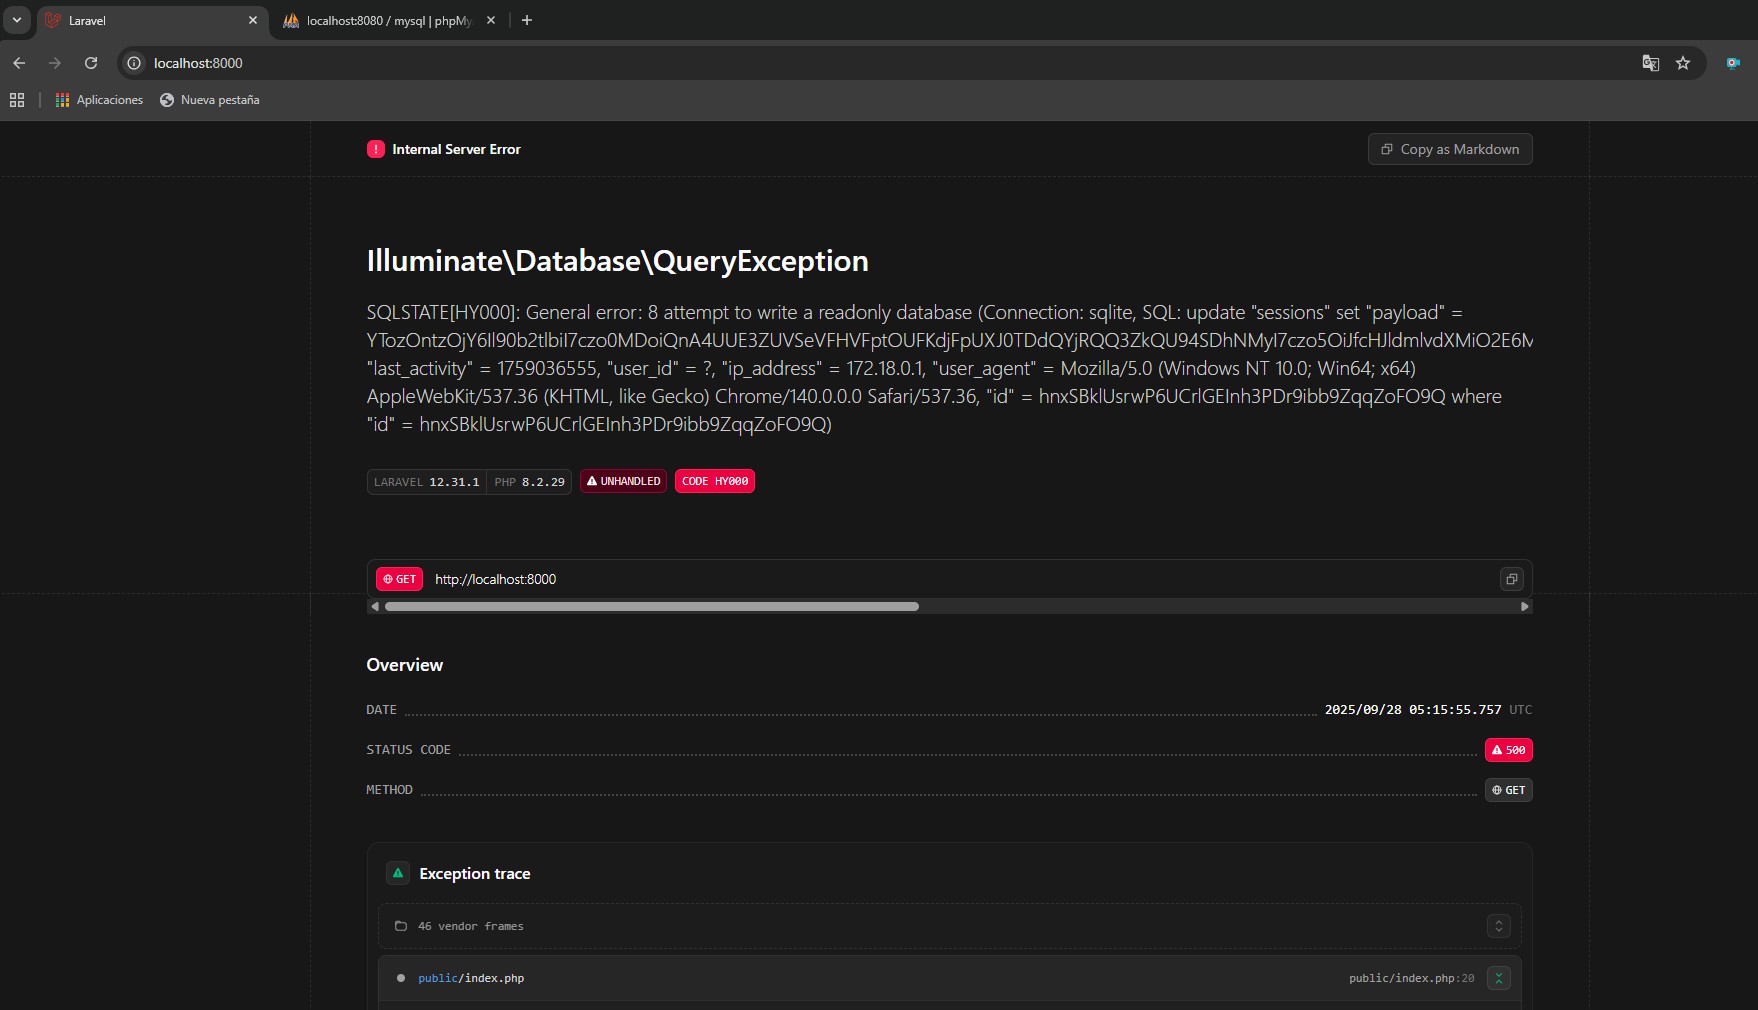 Laravel
localhost:8080 / mysql | phpMy
localhost:8000
Aplicaciones
Nueva pestaña
Internal Server Error
Copy as Markdown
Illuminate\Database\QueryException
SQLSTATE[HY000]: General error: 8 attempt to write a readonly database (Connection: sqlite, SQL: update "sessions" set "payload" =
"last_activity" = 1759036555, "user_id" = ?, "ip_address" = 172.18.0.1, "user_agent" = Mozilla/5.0 (Windows NT 10.0; Win64; x64)
AppleWebKit/537.36 (KHTML, like Gecko) Chrome/140.0.0.0 Safari/537.36, "id" = hnxSBklUsrwP6UCrlGEInh3PDr9ibb9ZqqZoFO9Q where
"id" = hnxSBklUsrwP6UCrlGEInh3PDr9ibb9ZqqZoFO9Q)
LARAVEL 12.31.1 PHP 8.2.29 UNHANDLED CODE HY000
GET http://localhost:8000
Overview
DATE 2025/09/28 05:15:55.757 UTC
STATUS CODE 500
METHOD GET
Exception trace
46 vendor frames
public/index.php public/index.php:20